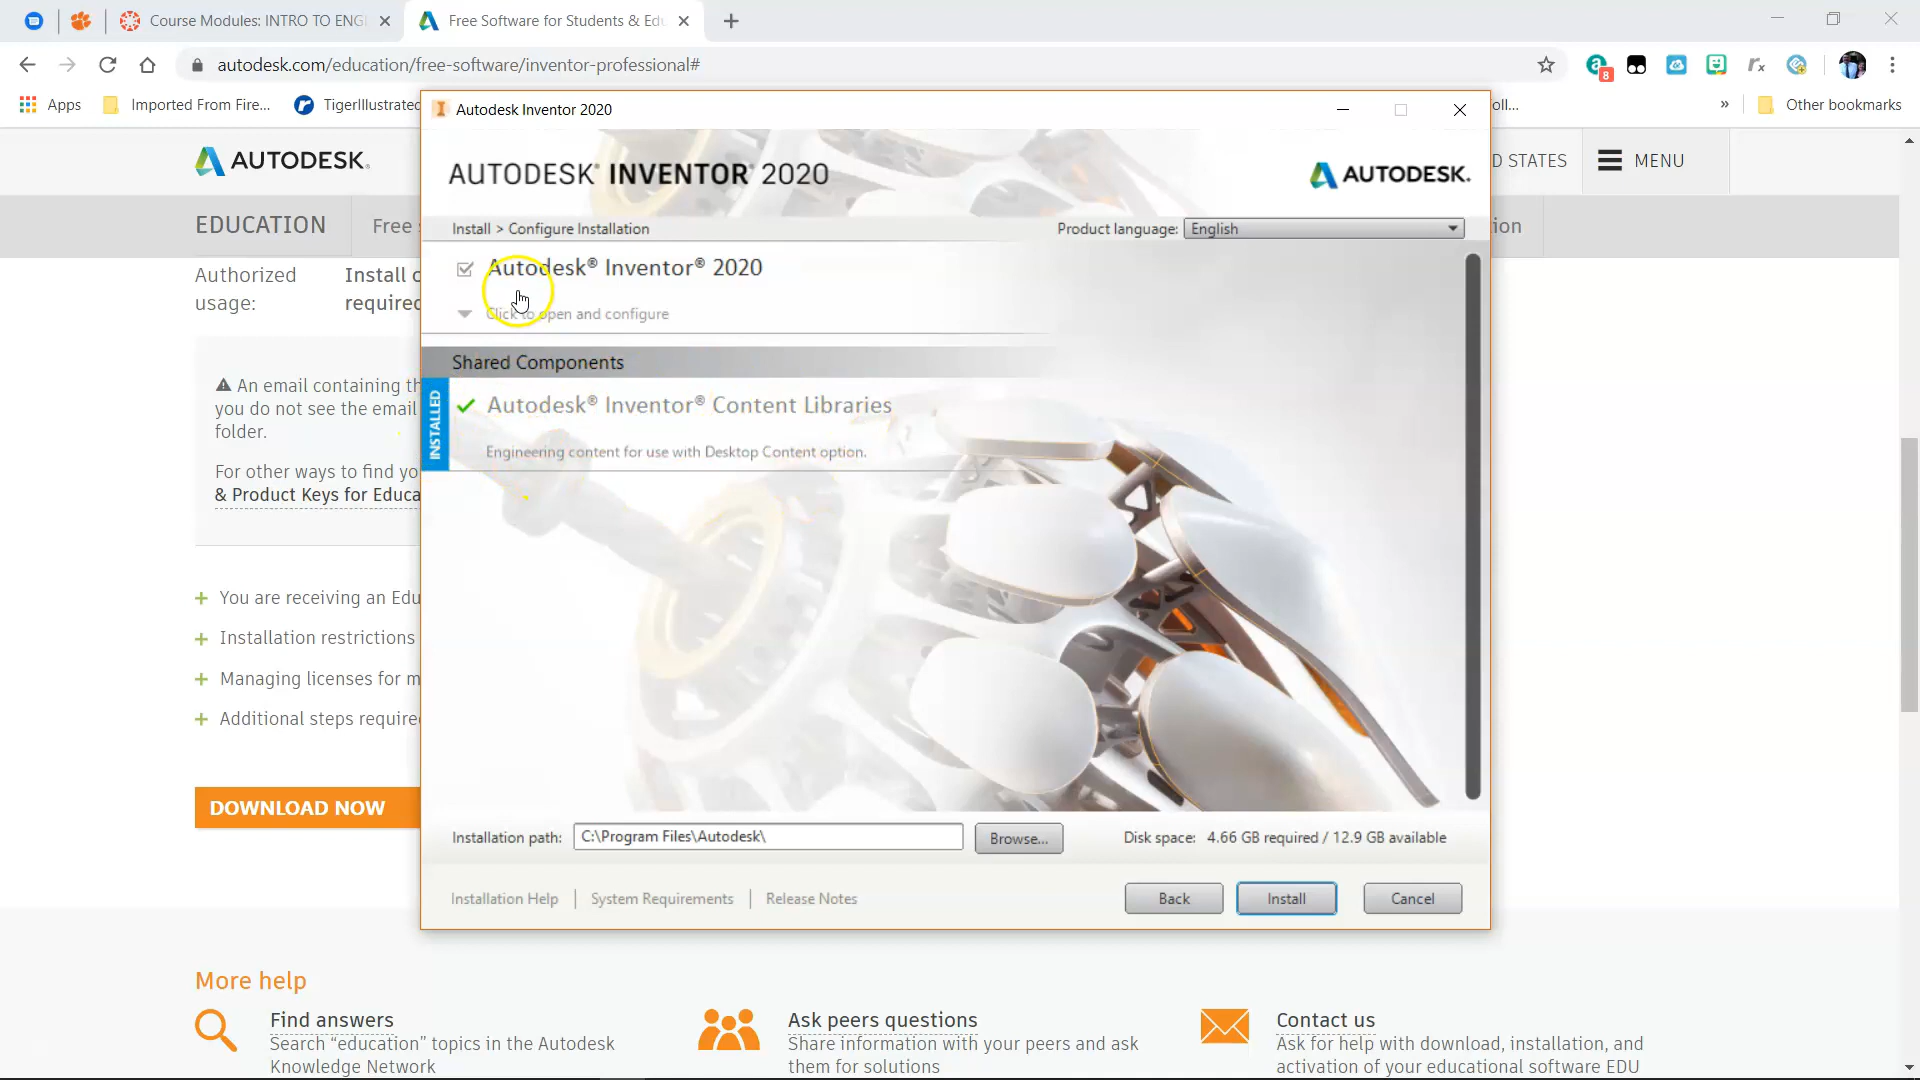 Course Modules: INTRO TO ENG
Free Software for Students & Edu
autodesk.com/education/free-software/inventor-professional#
8
Apps
Imported From Fire...
TigerIllustrated
oll...
»
Other bookmarks
Autodesk Inventor 2020
AUTODESK.
AUTODESK® INVENTOR® 2020
AUTODESK.
D STATES
MENU
EDUCATION
Free s
ion
Install > Configure Installation
Product language:
English
Authorized
usage:
Install o
required
Autodesk® Inventor® 2020
Click to open and configure
Shared Components
INSTALLED
Autodesk® Inventor® Content Libraries
Engineering content for use with Desktop Content option.
An email containing th
you do not see the email
folder.
For other ways to find yo
& Product Keys for Educa
You are receiving an Edu
Installation restrictions
Managing licenses for m
Additional steps require
DOWNLOAD NOW
Installation path:
C:\Program Files\Autodesk\
Browse...
Disk space: 4.66 GB required / 12.9 GB available
Installation Help
System Requirements
Release Notes
Back
Install
Cancel
More help
Find answers
Search “education” topics in the Autodesk
Knowledge Network
Ask peers questions
Share information with your peers and ask
them for solutions
Contact us
Ask for help with download, installation, and
activation of your educational software EDU